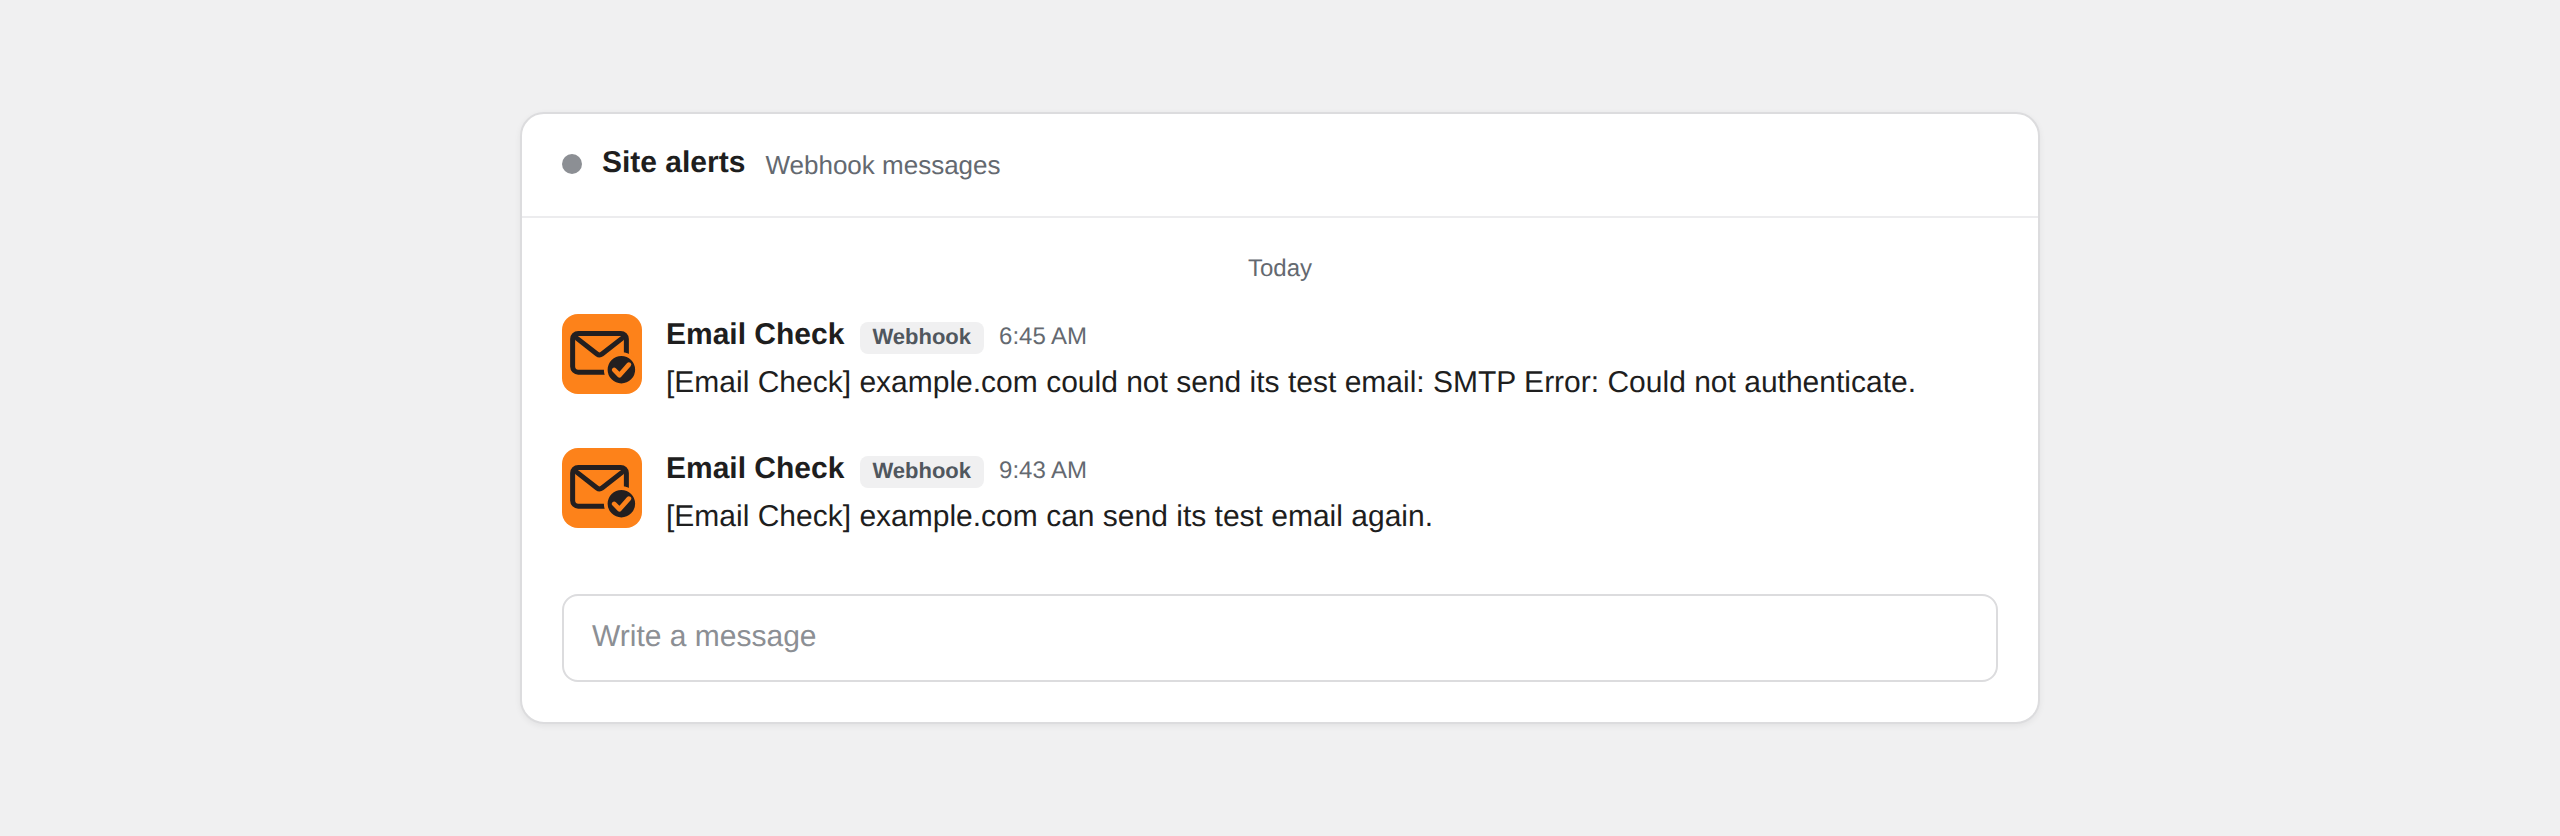 Site alerts Webhook messages
Today
Email Check Webhook 6:45 AM
[Email Check] example.com could not send its test email: SMTP Error: Could not authenticate.
Email Check Webhook 9:43 AM
[Email Check] example.com can send its test email again.
Write a message